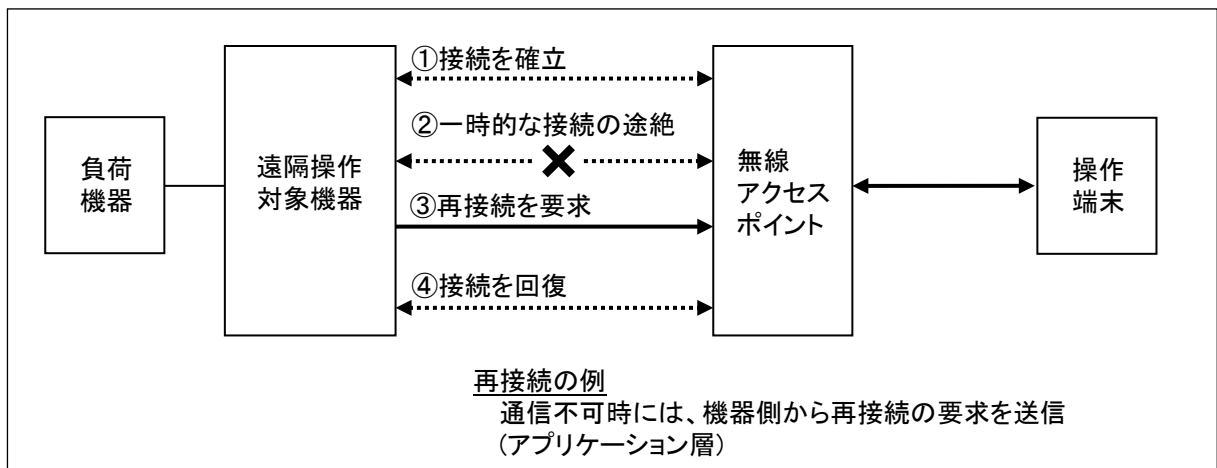 ①接続を確立
②一時的な接続の途絶
負荷
機器
遠隔操作
対象機器
③再接続を要求
④接続を回復
無線
アクセス
ポイント
操作
端末
再接続の例
通信不可時には、機器側から再接続の要求を送信
(アプリケーション層)